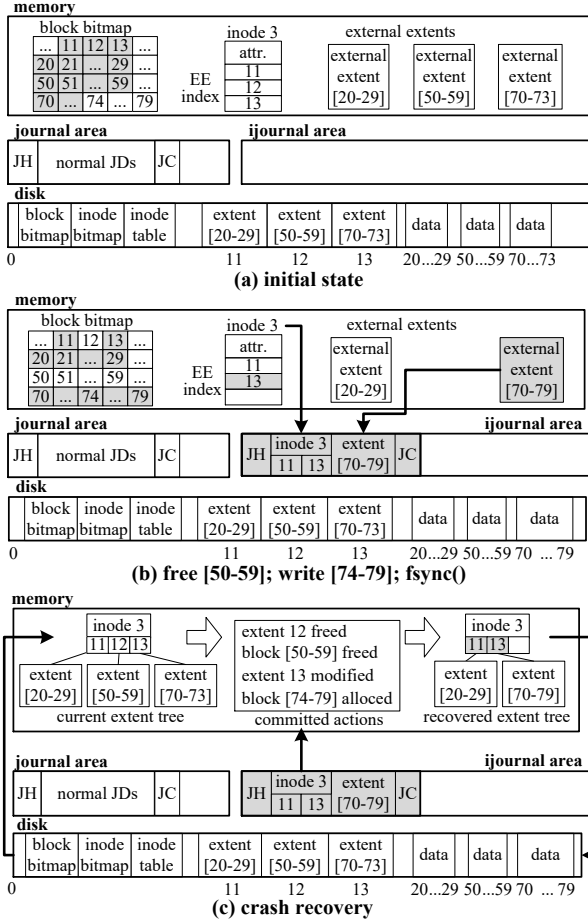 memory
block bitmap
... 11 12 13 ...
20 21 ... 29 ...
50 51 ... 59 ...
70 ... 74 ... 79
EE
index
inode 3
attr.
11
12
13
external extents
external
extent
[20-29]
external
extent
[50-59]
external
extent
[70-73]
journal area
JH normal JDs JC
ijournal area
disk
block
bitmap
inode
bitmap
inode
table
extent
[20-29]
extent
[50-59]
extent
[70-73]
data data data
0 11 12 13 20...29 50...59 70...73
(a) initial state
memory
block bitmap
... 11 12 13 ...
20 21 ... 29 ...
50 51 ... 59 ...
70 ... 74 ... 79
EE
index
inode 3
attr.
11
13
external extents
external
extent
[20-29]
external
extent
[70-79]
journal area
JH normal JDs JC
ijournal area
JH
inode 3
11 13
extent
[70-79]
JC
disk
block
bitmap
inode
bitmap
inode
table
extent
[20-29]
extent
[50-59]
extent
[70-73]
data data data
0 11 12 13 20...29 50...59 70 ... 79
(b) free [50-59]; write [74-79]; fsync()
memory
inode 3
11 12 13
extent
[20-29]
extent
[50-59]
extent
[70-73]
current extent tree
extent 12 freed
block [50-59] freed
extent 13 modified
block [74-79] alloced
committed actions
inode 3
11 13
extent
[20-29]
extent
[70-79]
recovered extent tree
journal area
JH normal JDs JC
ijournal area
JH
inode 3
11 13
extent
[70-79]
JC
disk
block
bitmap
inode
bitmap
inode
table
extent
[20-29]
extent
[50-59]
extent
[70-73]
data data data
0 11 12 13 20...29 50...59 70 ... 79
(c) crash recovery